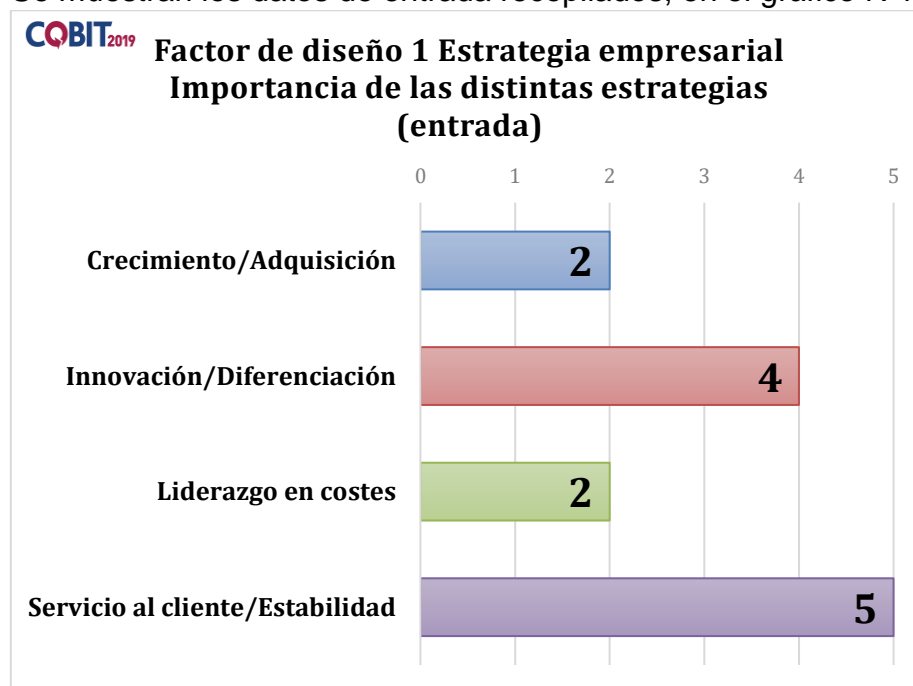 COBIT2019
Factor de diseño 1 Estrategia empresarial
Importancia de las distintas estrategias
(entrada)
0 1 2 3 4 5
Crecimiento/Adquisición 2
Innovación/Diferenciación 4
Liderazgo en costes 2
Servicio al cliente/Estabilidad 5